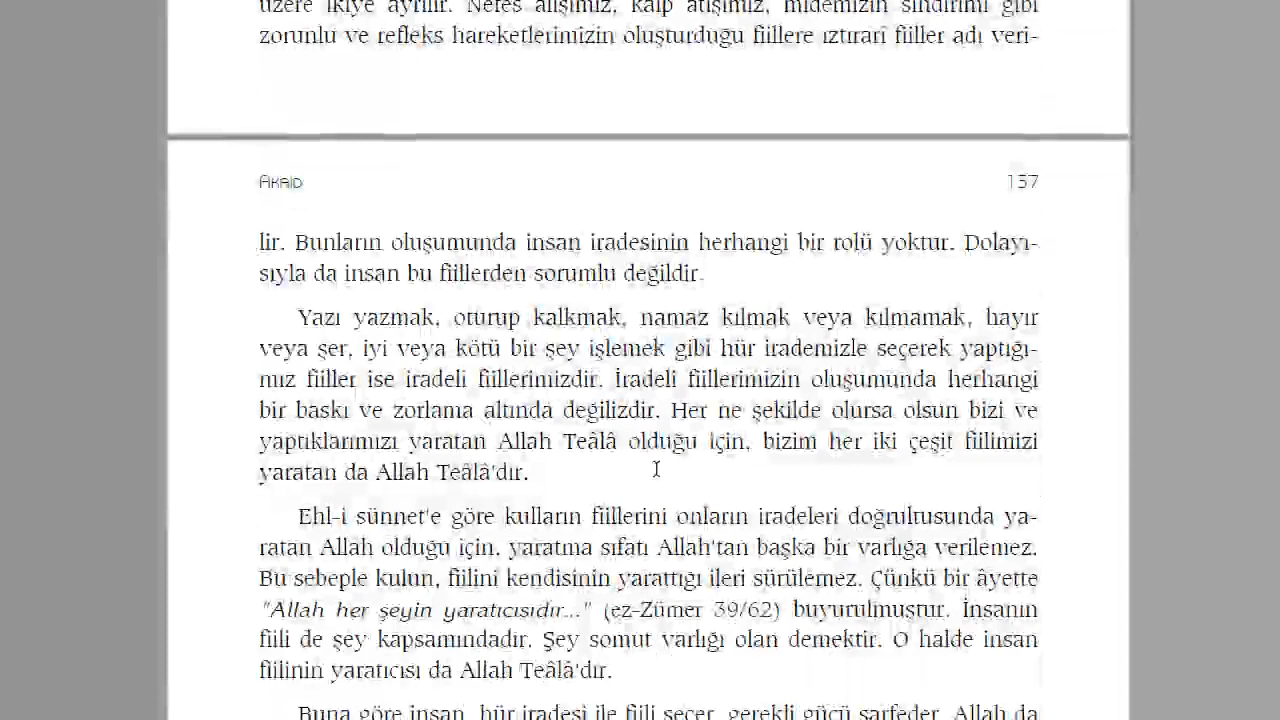 üzere ikiye ayrılır. Nefes alışımız, kalp atışımız, midemizin sindirimi gibi
zorunlu ve refleks hareketlerimizin oluşturduğu fiillere ıztırarî fiiller adı veri-
AKAİD 137
lir. Bunların oluşumunda insan iradesinin herhangi bir rolü yoktur. Dolayı-
sıyla da insan bu fiillerden sorumlu değildir.
Yazı yazmak, oturup kalkmak, namaz kılmak veya kılmamak, hayır
veya şer, iyi veya kötü bir şey işlemek gibi hür irademizle seçerek yaptığı-
mız fiiller ise iradeli fiillerimizdir. İradeli fiillerimizin oluşumunda herhangi
bir baskı ve zorlama altında değilizdir. Her ne şekilde olursa olsun bizi ve
yaptıklarımızı yaratan Allah Teâlâ olduğu için, bizim her iki çeşit fiilimizi
yaratan da Allah Teâlâ'dır.
Ehl-i sünnet'e göre kulların fiillerini onların iradeleri doğrultusunda ya-
ratan Allah olduğu için, yaratma sıfatı Allah'tan başka bir varlığa verilemez.
Bu sebeple kulun, fiilini kendisinin yarattığı ileri sürülemez. Çünkü bir âyette
"Allah her şeyin yaratıcısıdır..." (ez-Zümer 39/62) buyurulmuştur. İnsanın
fiili de şey kapsamındadır. Şey somut varlığı olan demektir. O halde insan
fiilinin yaratıcısı da Allah Teâlâ'dır.
Buna göre insan, hür iradesi ile fiili seçer, gerekli gücü sarfeder, Allah da